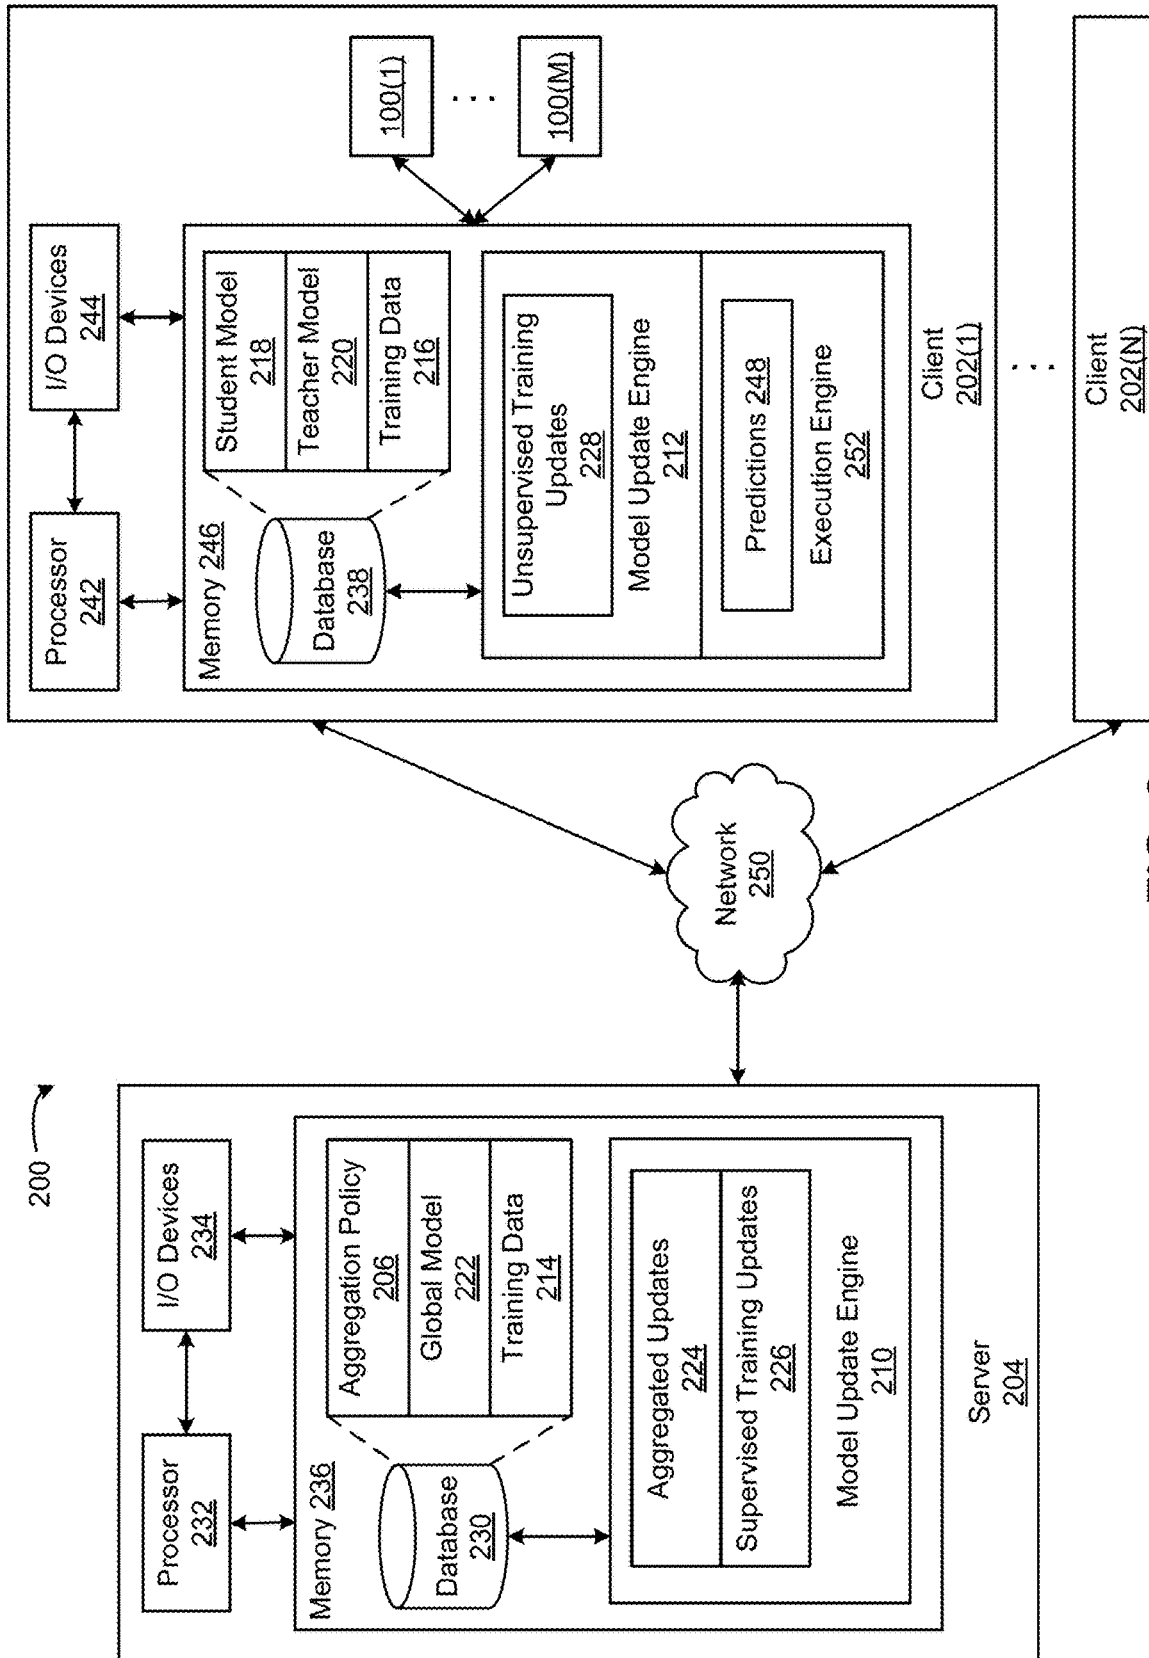 200
Processor
232
I/O Devices
234
Memory 236
Database
230
Aggregation Policy
206
Global Model
222
Training Data
214
Aggregated Updates
224
Supervised Training Updates
226
Model Update Engine
210
Server
204
Network
250
Processor
242
I/O Devices
244
Memory 246
Database
238
Student Model
218
Teacher Model
220
Training Data
216
Unsupervised Training
Updates
228
Model Update Engine
212
Predictions 248
Execution Engine
252
100(1)
. . .
100(M)
Client
202(1)
. . .
Client
202(N)